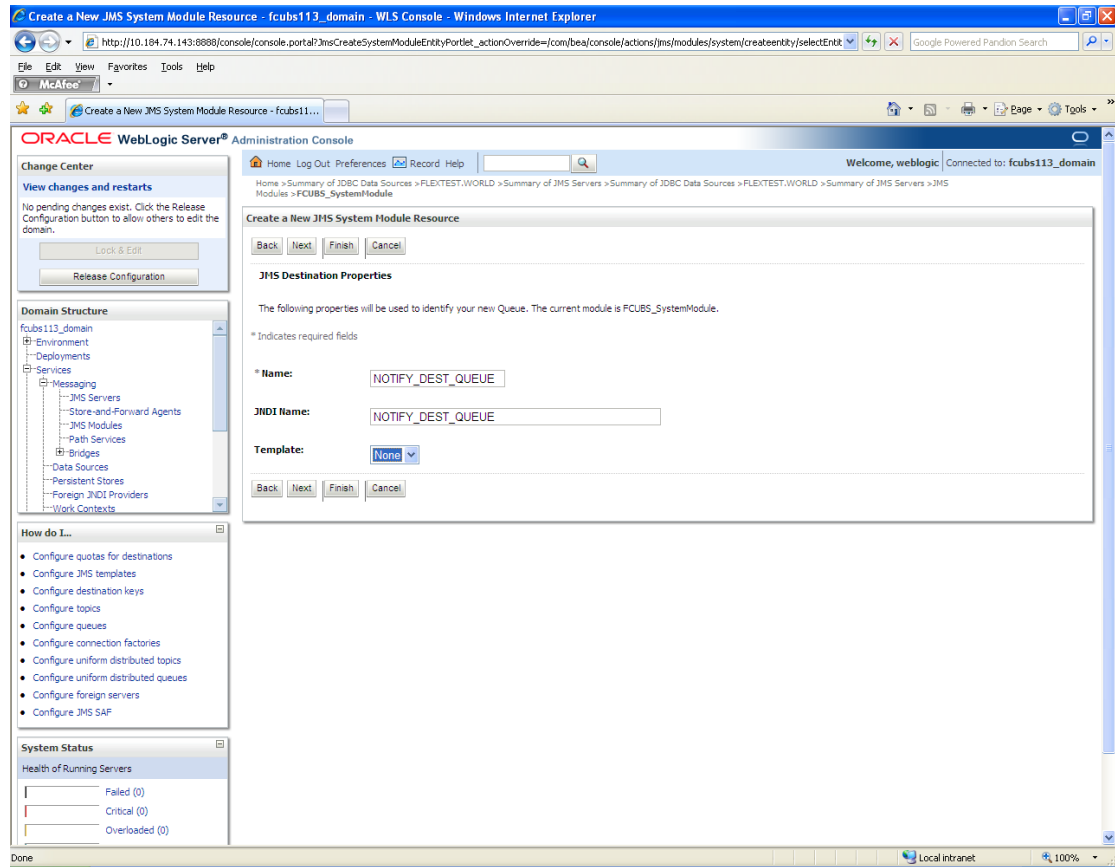 Create a New JMS System Module Resource - fcubs113_domain - WLS Console - Windows Internet Explorer
http://10.184.74.143:8888/console/console.portal?JmsCreateSystemModuleEntityPortlet_actionOverride=/com/bea/console/actions/jms/modules/system/createentity/selectEntit
Google Powered Pandion Search
File Edit View Favorites Tools Help
McAfee
Create a New JMS System Module Resource - fcubs11...
Page Tools
ORACLE WebLogic Server® Administration Console
Change Center
View changes and restarts
No pending changes exist. Click the Release
Configuration button to allow others to edit the
domain.
Lock & Edit
Release Configuration
Domain Structure
fcubs113_domain
Environment
Deployments
Services
Messaging
JMS Servers
Store-and-Forward Agents
JMS Modules
Path Services
Bridges
Data Sources
Persistent Stores
Foreign JNDI Providers
Work Contexts
How do I...
Configure quotas for destinations
Configure JMS templates
Configure destination keys
Configure topics
Configure queues
Configure connection factories
Configure uniform distributed topics
Configure uniform distributed queues
Configure foreign servers
Configure JMS SAF
System Status
Health of Running Servers
Failed (0)
Critical (0)
Overloaded (0)
Home Log Out Preferences Record Help
Welcome, weblogic Connected to: fcubs113_domain
Home >Summary of JDBC Data Sources >FLEXTEST.WORLD >Summary of JMS Servers >Summary of JDBC Data Sources >FLEXTEST.WORLD >Summary of JMS Servers >JMS
Modules >FCUBS_SystemModule
Create a New JMS System Module Resource
Back Next Finish Cancel
JMS Destination Properties
The following properties will be used to identify your new Queue. The current module is FCUBS_SystemModule.
* Indicates required fields
* Name: NOTIFY_DEST_QUEUE
JNDI Name: NOTIFY_DEST_QUEUE
Template: None
Back Next Finish Cancel
Done
Local intranet
100%